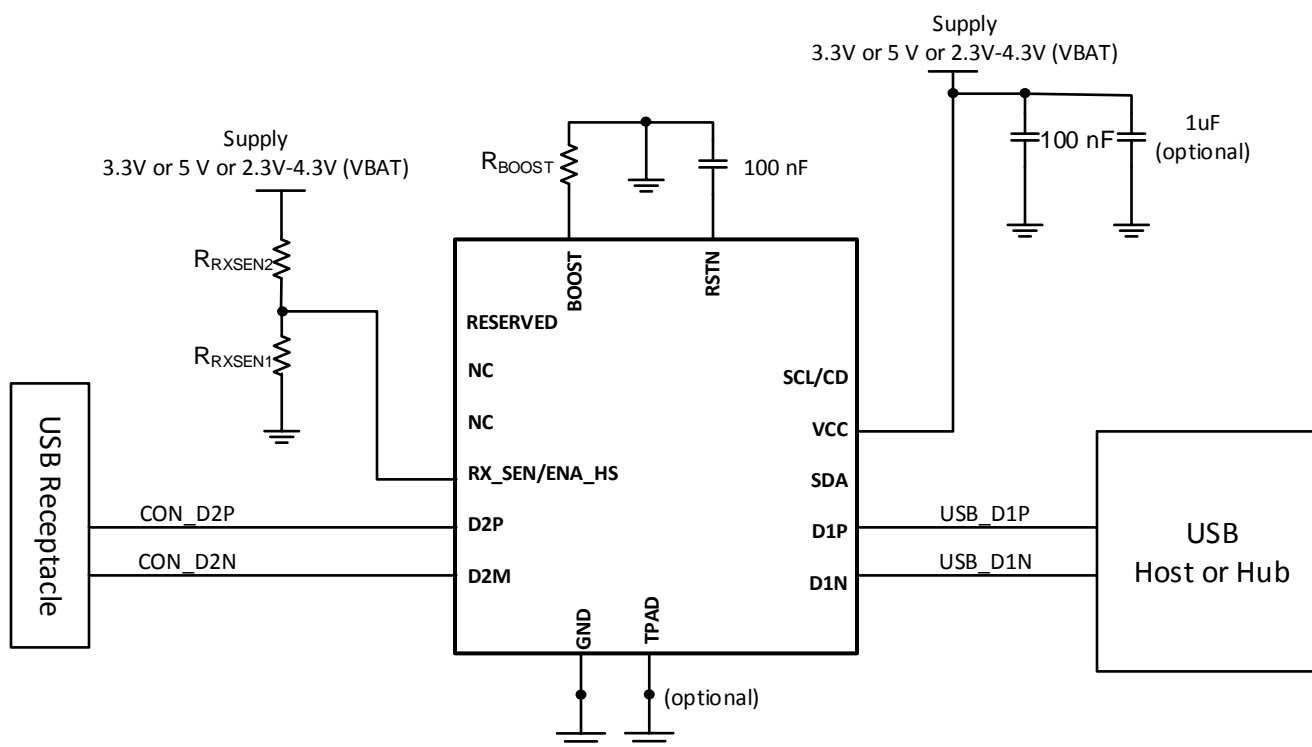 Supply
3.3V or 5 V or 2.3V-4.3V (VBAT)
Supply
3.3V or 5 V or 2.3V-4.3V (VBAT)
RBOOST
100 nF
100 nF
1uF
(optional)
RRXSEN2
RRXSEN1
BOOST
RSTN
RESERVED
NC
NC
RX_SEN/ENA_HS
D2P
D2M
SCL/CD
VCC
SDA
D1P
D1N
GND
TPAD
(optional)
USB Receptacle
CON_D2P
CON_D2N
USB_D1P
USB_D1N
USB
Host or Hub